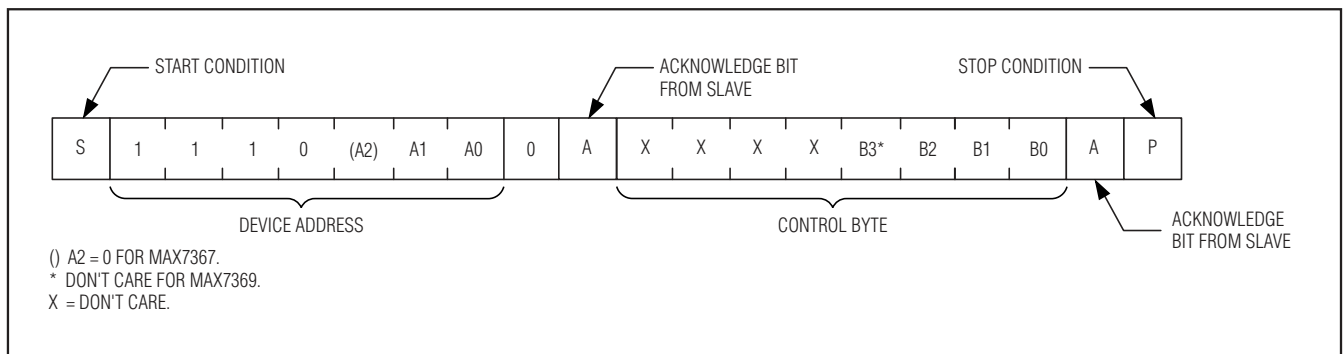 START CONDITION
ACKNOWLEDGE BIT
FROM SLAVE
STOP CONDITION
S 1 1 1 0 (A2) A1 A0 0 A X X X X B3* B2 B1 B0 A P
DEVICE ADDRESS
CONTROL BYTE
ACKNOWLEDGE
BIT FROM SLAVE
() A2 = 0 FOR MAX7367.
* DON'T CARE FOR MAX7369.
X = DON'T CARE.